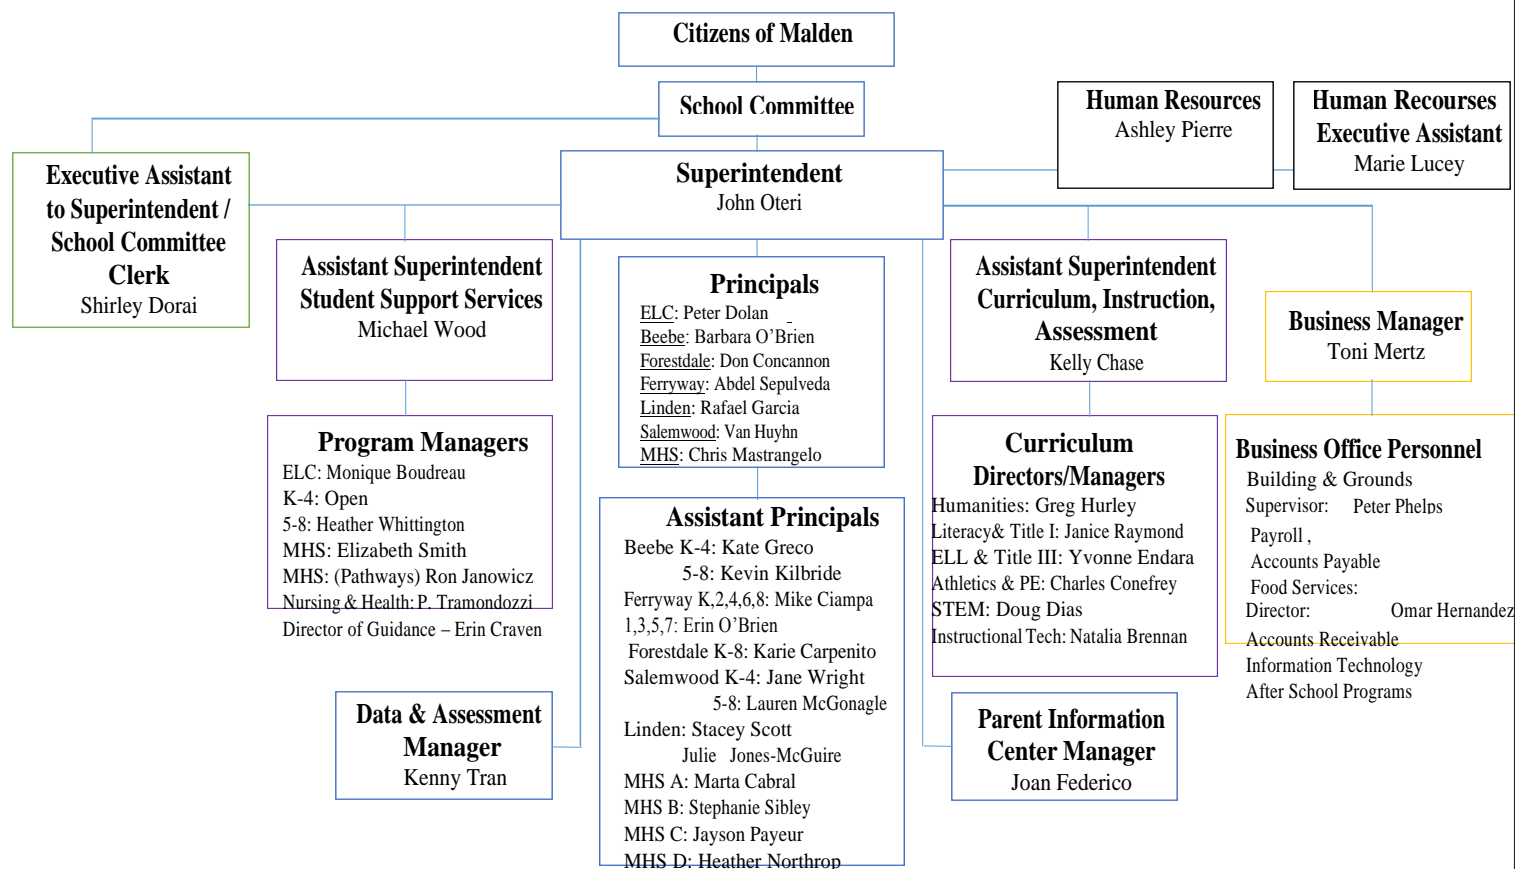 Citizens of Malden
School Committee
Human Resources
Ashley Pierre
Human Recourses
Executive Assistant
Marie Lucey
Executive Assistant
to Superintendent /
School Committee
Clerk
Shirley Dorai
Superintendent
John Oteri
Assistant Superintendent
Student Support Services
Michael Wood
Principals
ELC: Peter Dolan
Beebe: Barbara O’Brien
Forestdale: Don Concannon
Ferryway: Abdel Sepulveda
Linden: Rafael Garcia
Salemwood: Van Huyhn
MHS: Chris Mastrangelo
Assistant Superintendent
Curriculum, Instruction,
Assessment
Kelly Chase
Business Manager
Toni Mertz
Program Managers
ELC: Monique Boudreau
K-4: Open
5-8: Heather Whittington
MHS: Elizabeth Smith
MHS: (Pathways) Ron Janowicz
Nursing & Health: P. Tramondozzi
Director of Guidance – Erin Craven
Assistant Principals
Beebe K-4: Kate Greco
5-8: Kevin Kilbride
Ferryway K,2,4,6,8: Mike Ciampa
1,3,5,7: Erin O’Brien
Forestdale K-8: Karie Carpenito
Salemwood K-4: Jane Wright
5-8: Lauren McGonagle
Linden: Stacey Scott
Julie Jones-McGuire
MHS A: Marta Cabral
MHS B: Stephanie Sibley
MHS C: Jayson Payeur
MHS D: Heather Northrop
Curriculum
Directors/Managers
Humanities: Greg Hurley
Literacy& Title I: Janice Raymond
ELL & Title III: Yvonne Endara
Athletics & PE: Charles Conefrey
STEM: Doug Dias
Instructional Tech: Natalia Brennan
Business Office Personnel
Building & Grounds
Supervisor: Peter Phelps
Payroll ,
Accounts Payable
Food Services:
Director: Omar Hernandez
Accounts Receivable
Information Technology
After School Programs
Data & Assessment
Manager
Kenny Tran
Parent Information
Center Manager
Joan Federico